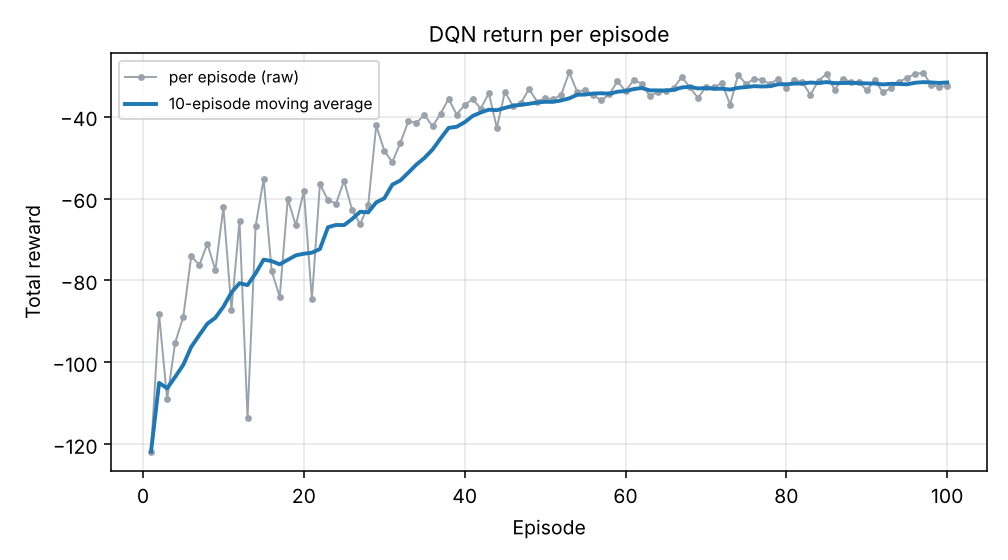 DQN return per episode
per episode (raw)
10-episode moving average
Total reward
−40
−60
−80
−100
−120
0 20 40 60 80 100
Episode